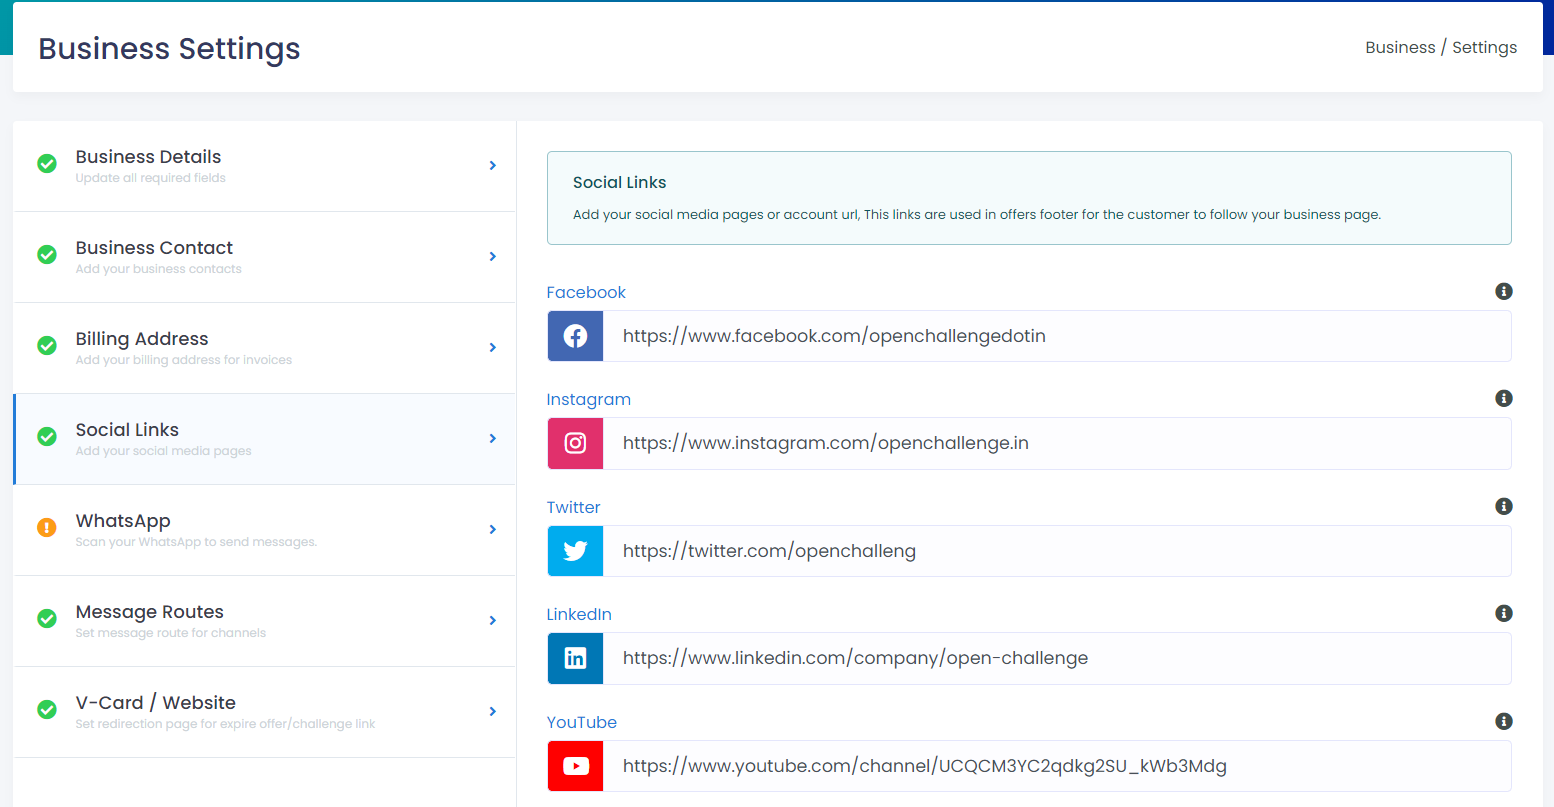 Business Settings
Business / Settings
Business Details
Update all required fields
Business Contact
Add your business contacts
Billing Address
Add your billing address for invoices
Social Links
Add your social media pages
WhatsApp
Scan your WhatsApp to send messages.
Message Routes
Set message route for channels
V-Card / Website
Set redirection page for expire offer/challenge link
Social Links
Add your social media pages or account url, This links are used in offers footer for the customer to follow your business page.
Facebook
https://www.facebook.com/openchallengedotin
Instagram
https://www.instagram.com/openchallenge.in
Twitter
https://twitter.com/openchalleng
LinkedIn
https://www.linkedin.com/company/open-challenge
YouTube
https://www.youtube.com/channel/UCQCM3YC2qdkg2SU_kWb3Mdg